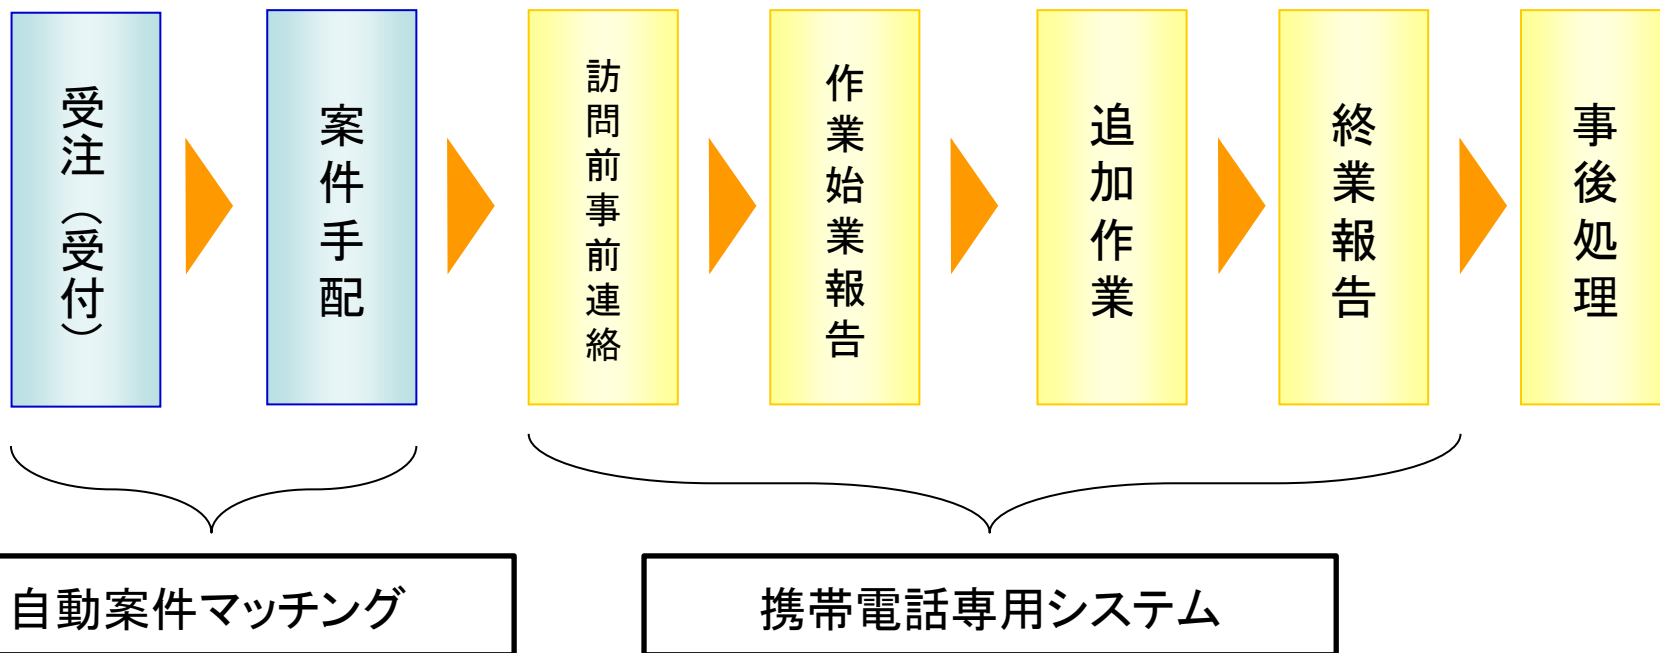 受注（受付）
案件手配
訪問前事前連絡
作業始業報告
追加作業
終業報告
事後処理
自動案件マッチング
携帯電話専用システム